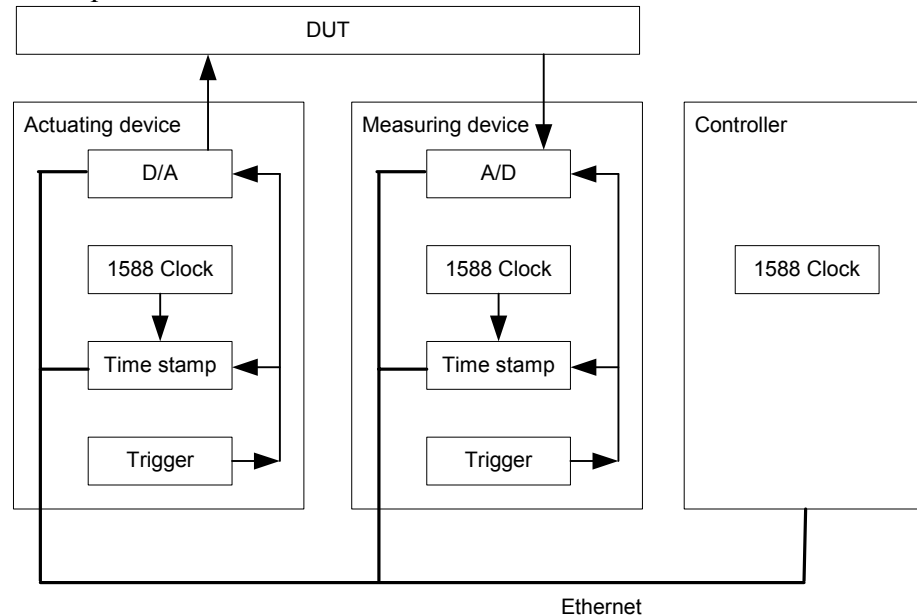 DUT
Actuating device
D/A
1588 Clock
Time stamp
Trigger
Measuring device
A/D
1588 Clock
Time stamp
Trigger
Controller
1588 Clock
Ethernet